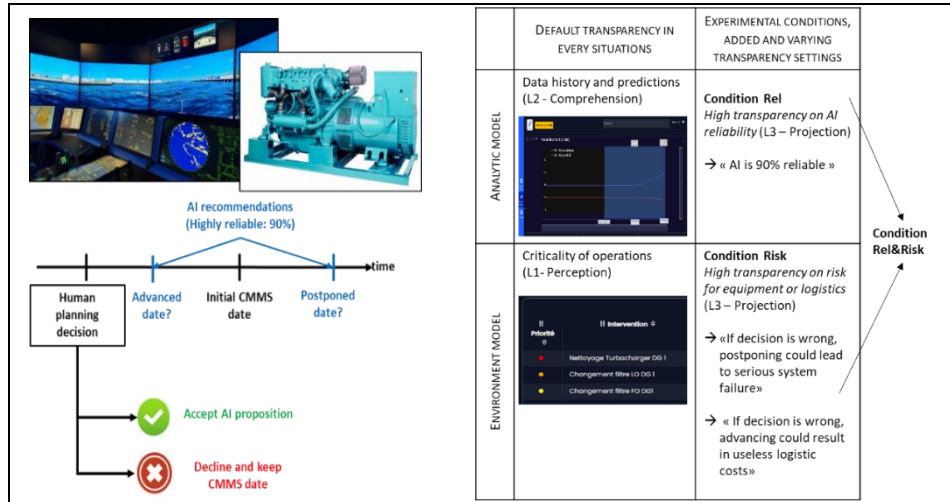 AI recommendations
(Highly reliable: 90%)
time
Human
planning
decision
Advanced
date?
Initial CMMS
date
Postponed
date?
Accept AI proposition
Decline and keep
CMMS date
DEFAULT TRANSPARENCY IN
EVERY SITUATIONS
EXPERIMENTAL CONDITIONS,
ADDED AND VARYING
TRANSPARENCY SETTINGS
ANALYTIC MODEL
Data history and predictions
(L2 - Comprehension)
Condition Rel
High transparency on AI
reliability (L3 – Projection)
→ « AI is 90% reliable »
Condition
Rel&Risk
ENVIRONMENT MODEL
Criticality of operations
(L1- Perception)
Priorité
Intervention
Nettoyage Turbocharger DG 1
Changement filtre LO DG 1
Changement filtre FO DG1
Condition Risk
High transparency on risk
for equipment or logistics
(L3 – Projection)
→ «If decision is wrong,
postponing could lead
to serious system
failure»
→ « If decision is wrong,
advancing could result
in useless logistic
costs»